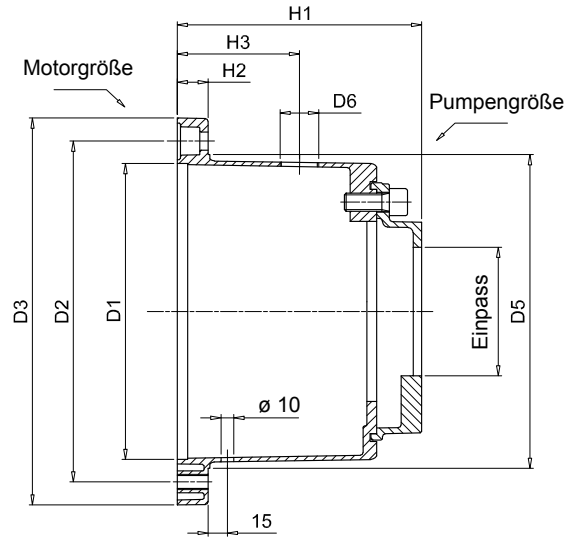 H1
H3
Motorgröße
H2
D6
Pumpengröße
D3
D2
D1
Einpass
D5
ø 10
15